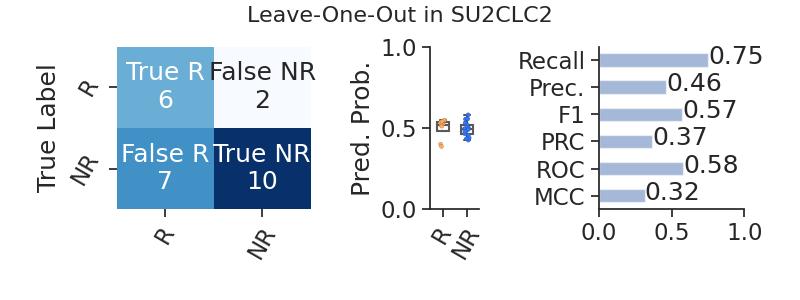 Leave-One-Out in SU2CLC2
True Label
R
NR
True R
6
False NR
2
False R
7
True NR
10
R
NR
Pred. Prob.
1.0
0.5
0.0
R
NR
Recall
0.75
Prec.
0.46
F1
0.57
PRC
0.37
ROC
0.58
MCC
0.32
0.0
0.5
1.0